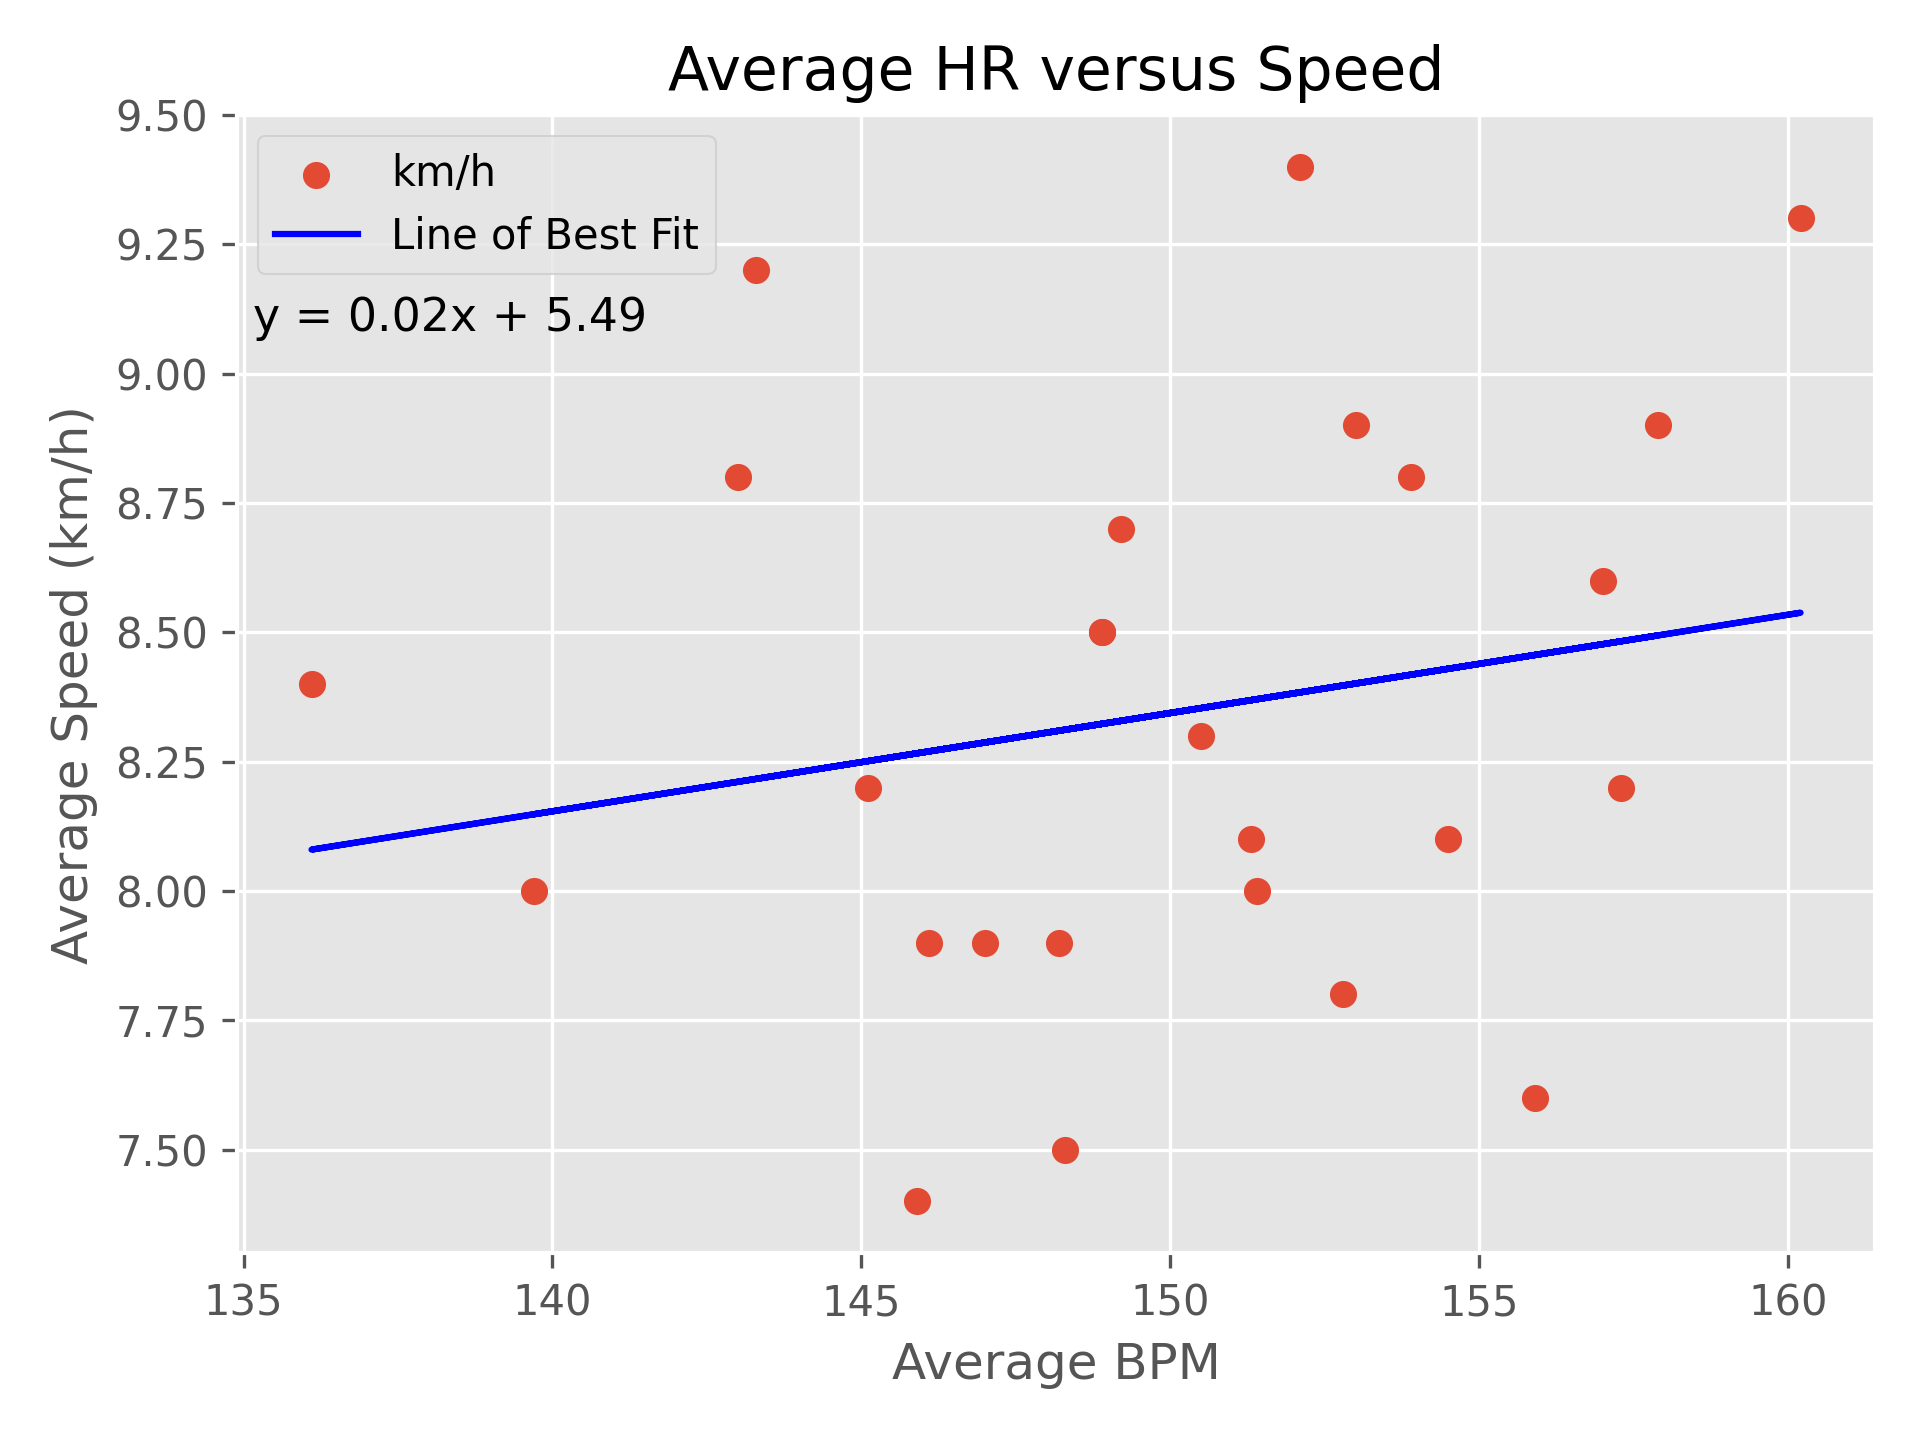 Average HR versus Speed
km/h
Line of Best Fit
y = 0.02x + 5.49
Average Speed (km/h)
9.50
9.25
9.00
8.75
8.50
8.25
8.00
7.75
7.50
135 140 145 150 155 160
Average BPM